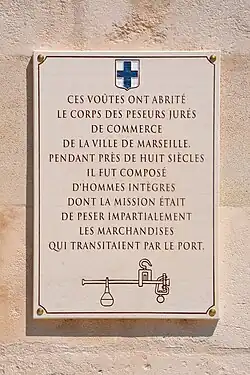 CES VOÛTES ONT ABRITÉ
LE CORPS DES PESEURS JURÉS
DE COMMERCE
DE LA VILLE DE MARSEILLE.
PENDANT PRÈS DE HUIT SIÈCLES
IL FUT COMPOSÉ
D'HOMMES INTÈGRES
DONT LA MISSION ÉTAIT
DE PESER IMPARTIALEMENT
LES MARCHANDISES
QUI TRANSITAIENT PAR LE PORT.